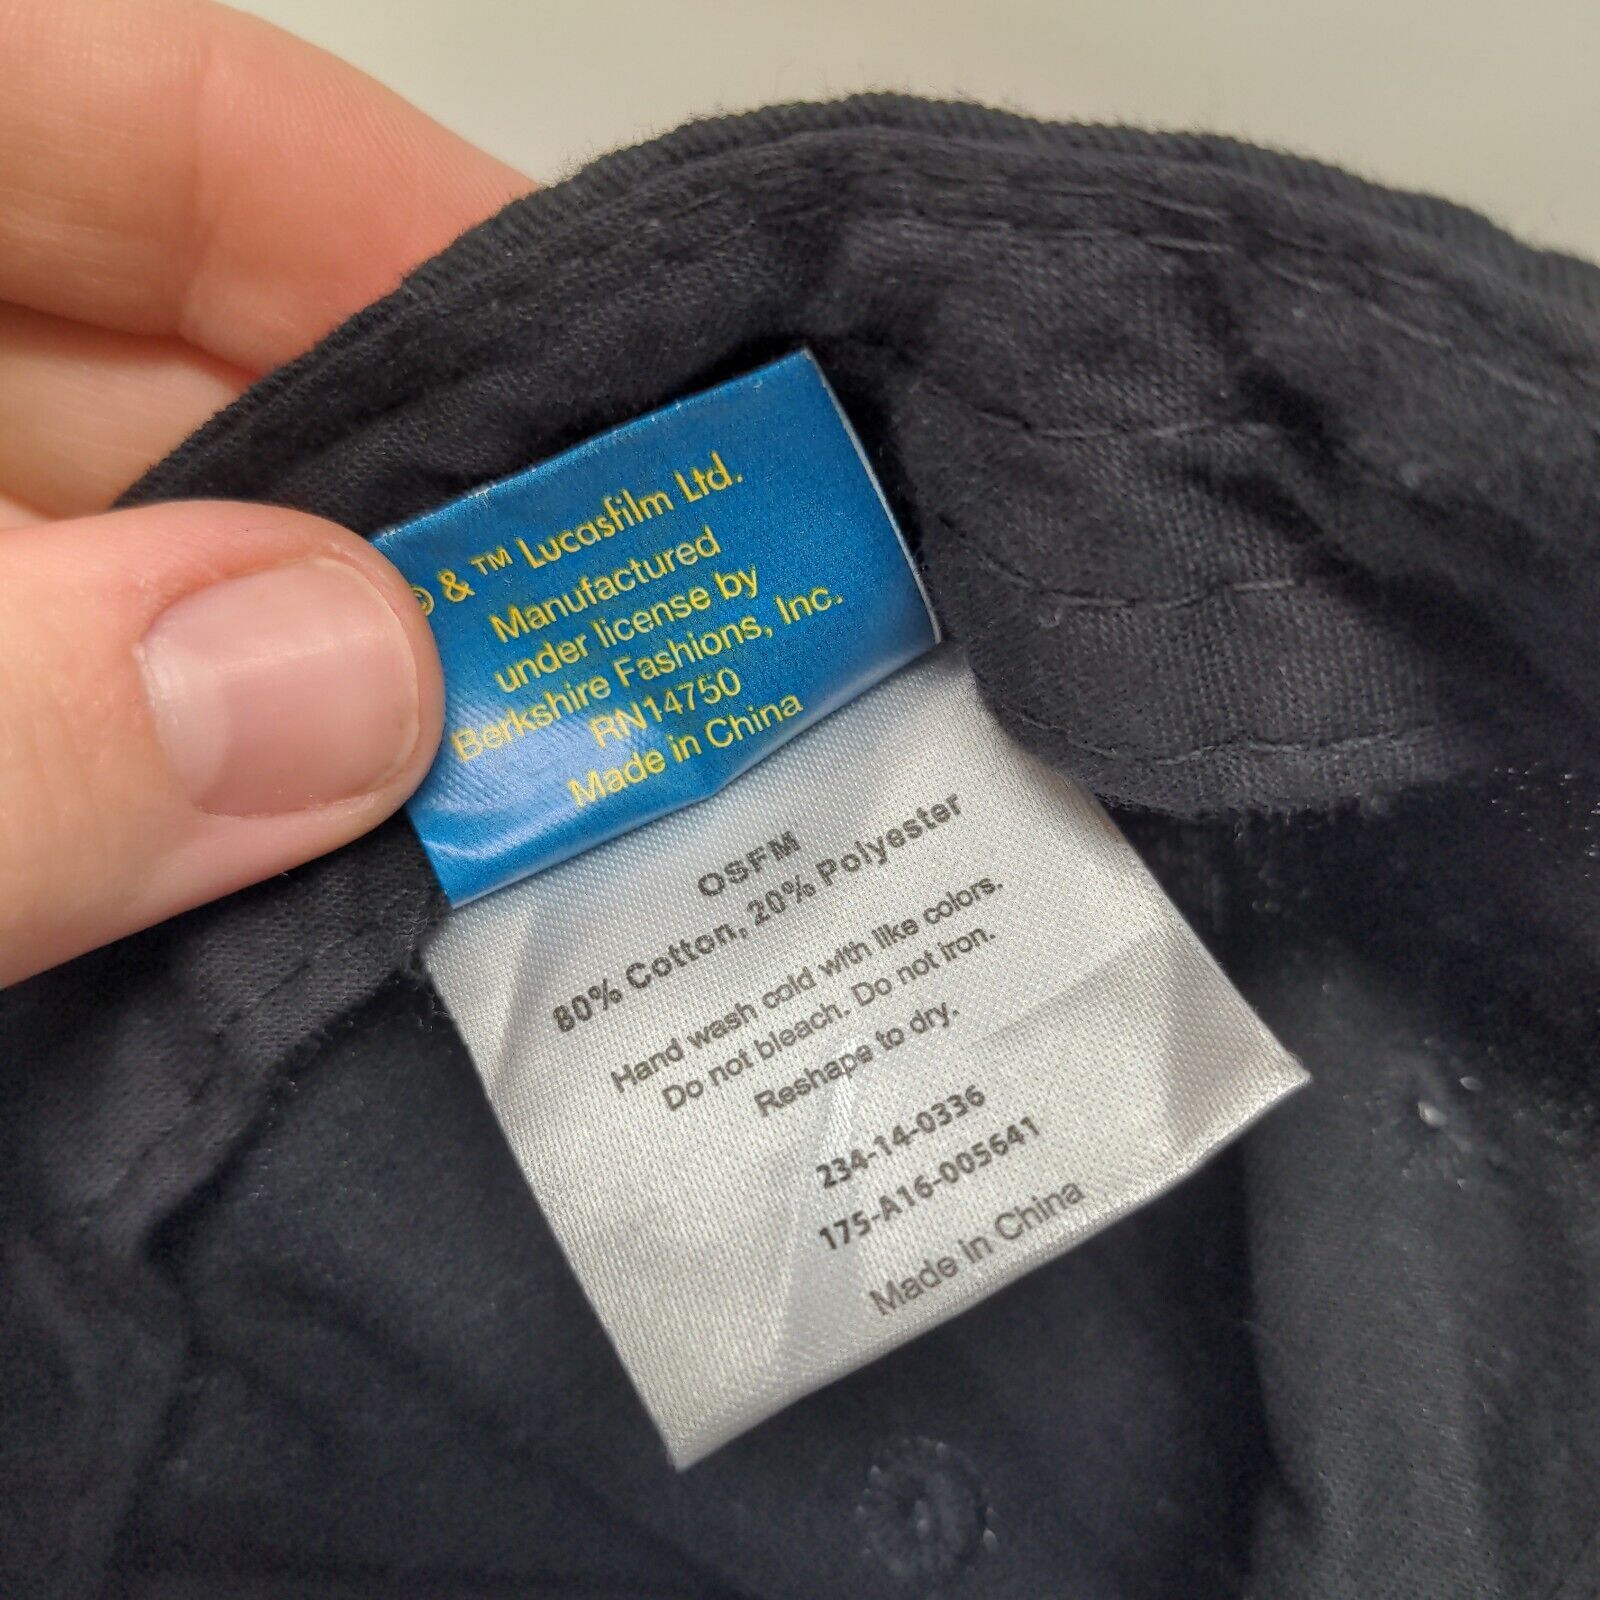 © & ™ Lucasfilm Ltd.
Manufactured
under license by
Berkshire Fashions, Inc.
RN14750
Made in China
OSFM
80% Cotton, 20% Polyester
Hand wash cold with like colors.
Do not bleach. Do not iron.
Reshape to dry.
234-14-0336
175-A16-005641
Made in China